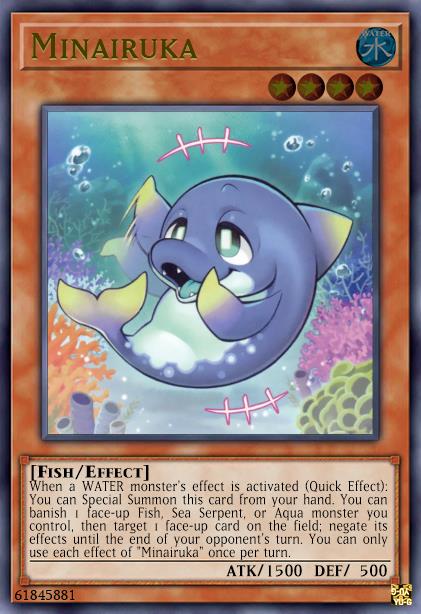 MINAIRUKA
WATER
水
[FISH/EFFECT]
When a WATER monster's effect is activated (Quick Effect):
You can Special Summon this card from your hand. You can
banish 1 face-up Fish, Sea Serpent, or Aqua monster you
control, then target 1 face-up card on the field; negate its
effects until the end of your opponent's turn. You can only
use each effect of "Minairuka" once per turn.
ATK/1500 DEF/ 500
61845881